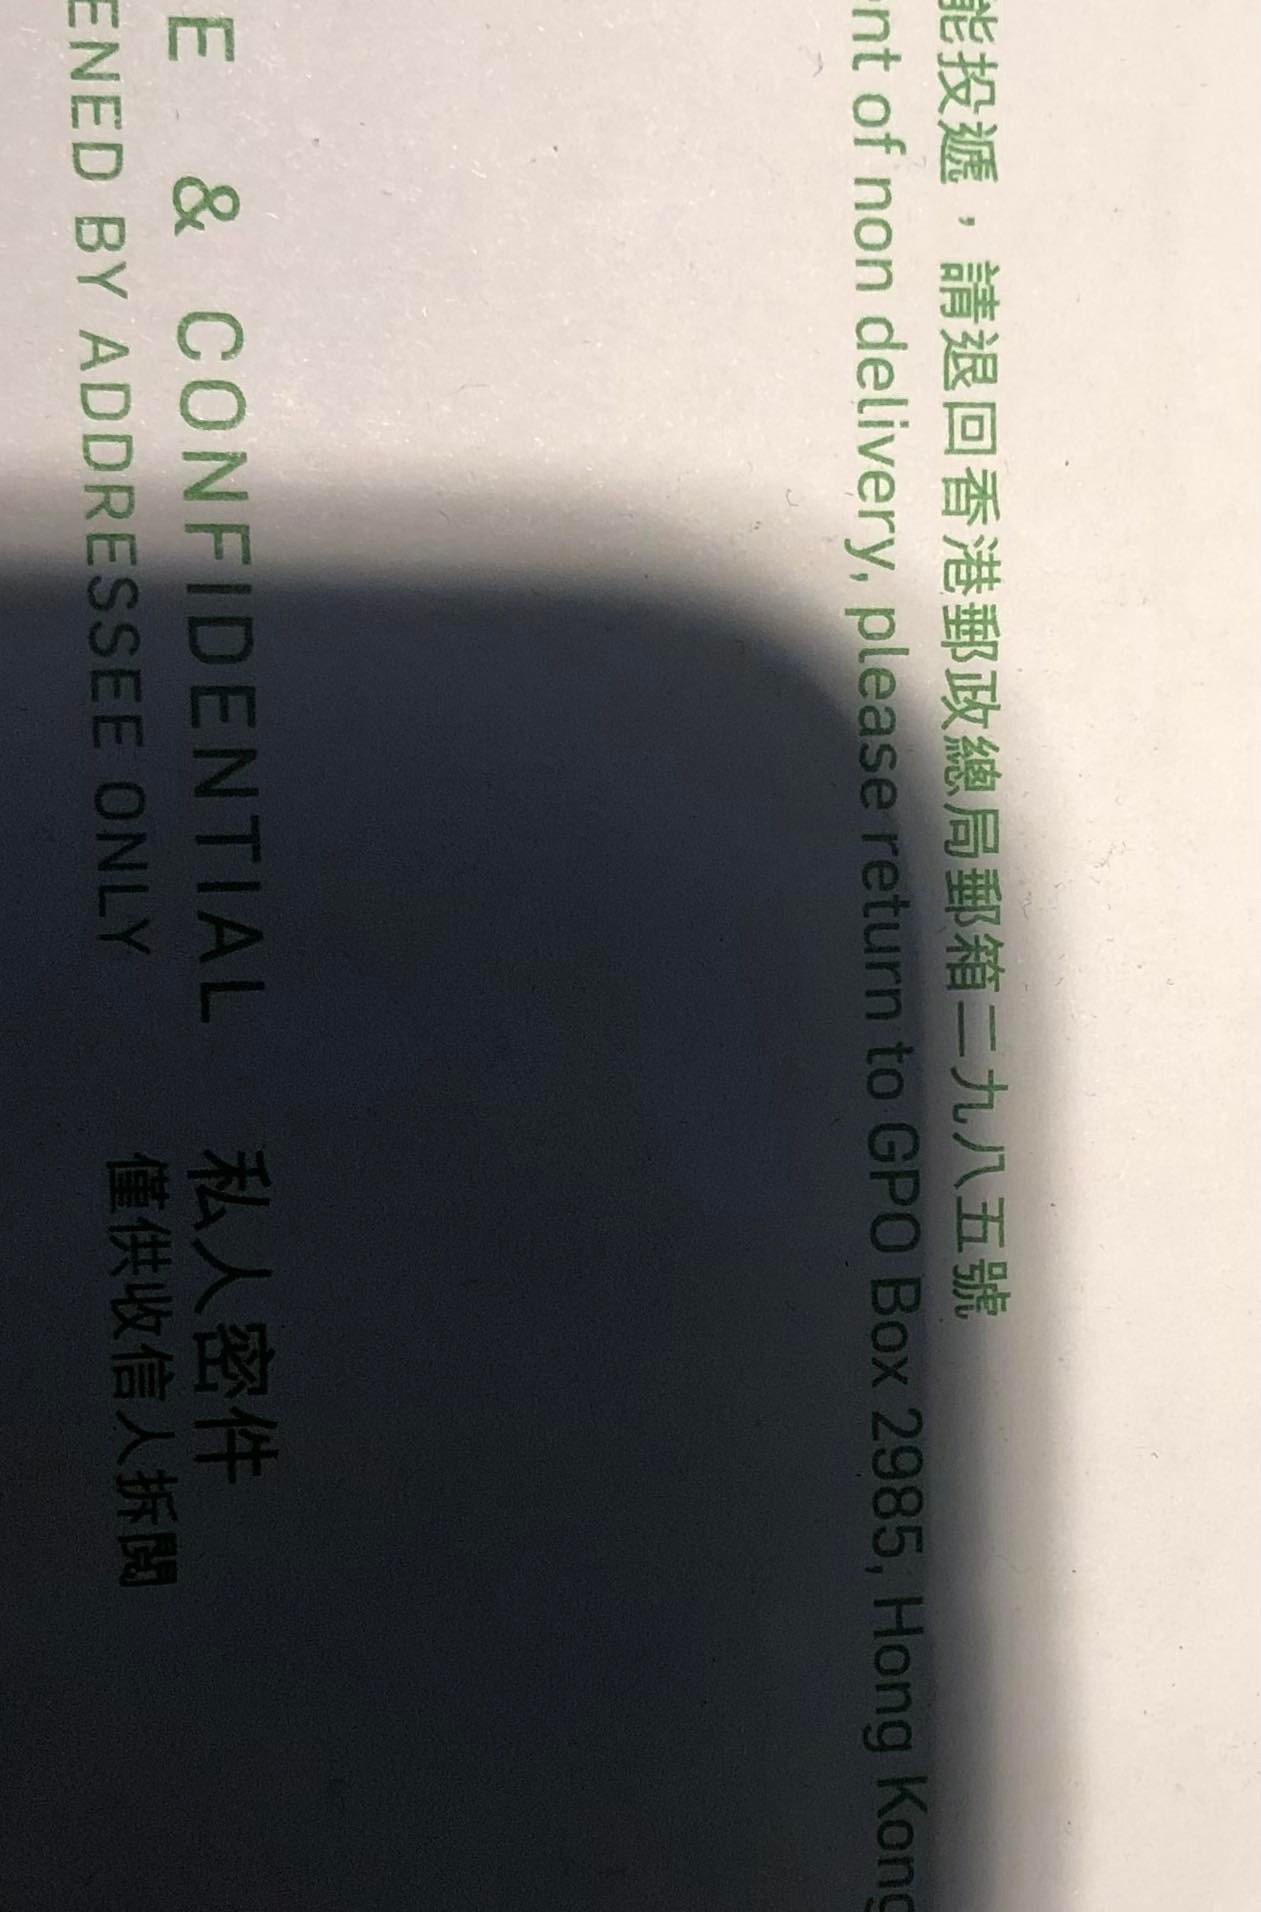 能投遞，請退回香港郵政總局郵箱二九八五號
nt of non delivery, please return to GPO Box 2985, Hong Kong
E & CONFIDENTIAL 私人密件
ENED BY ADDRESSEE ONLY 僅供收信人拆閱